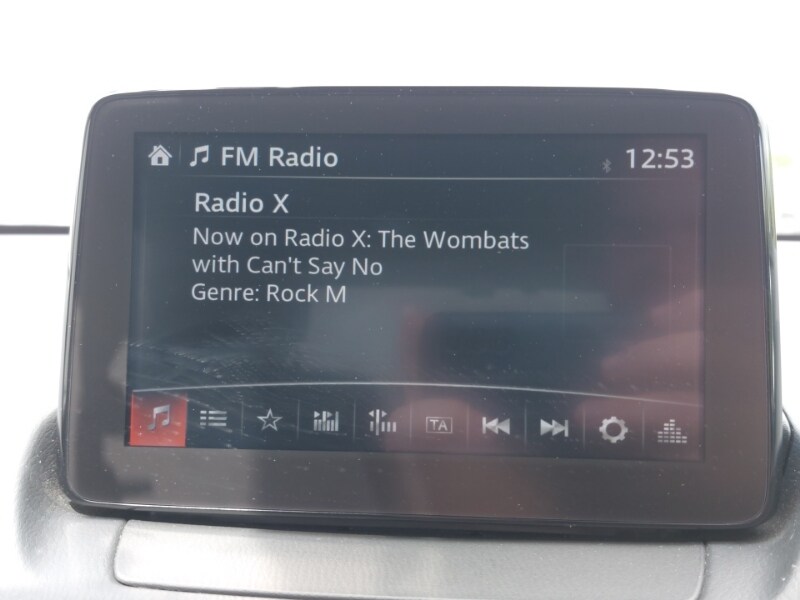 FM Radio
12:53
Radio X
Now on Radio X: The Wombats
with Can't Say No
Genre: Rock M
TA